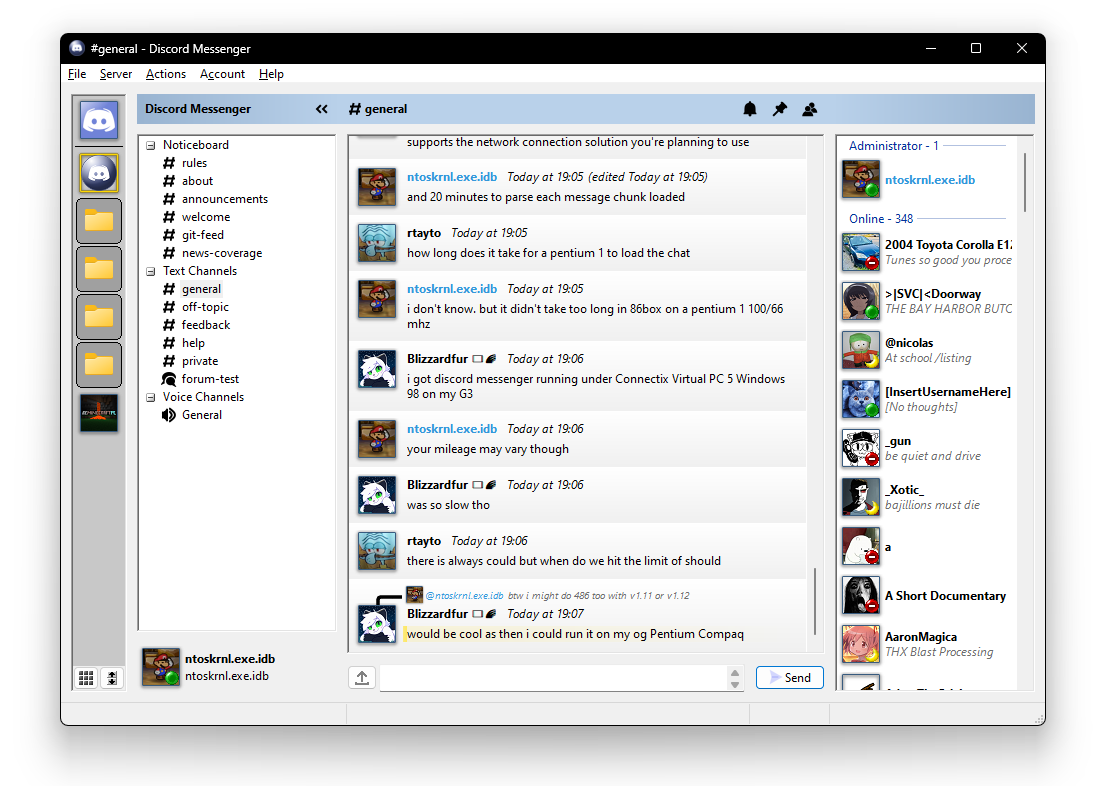 #general - Discord Messenger
File Server Actions Account Help
Discord Messenger
# general
Noticeboard
# rules
# about
# announcements
# welcome
# git-feed
# news-coverage
Text Channels
# general
# off-topic
# feedback
# help
# private
forum-test
Voice Channels
General
ntoskrnl.exe.idb
ntoskrnl.exe.idb
supports the network connection solution you're planning to use
ntoskrnl.exe.idb Today at 19:05 (edited Today at 19:05)
and 20 minutes to parse each message chunk loaded
rtayto Today at 19:05
how long does it take for a pentium 1 to load the chat
ntoskrnl.exe.idb Today at 19:05
i don't know. but it didn't take too long in 86box on a pentium 1 100/66
mhz
Blizzardfur Today at 19:06
i got discord messenger running under Connectix Virtual PC 5 Windows
98 on my G3
ntoskrnl.exe.idb Today at 19:06
your mileage may vary though
Blizzardfur Today at 19:06
was so slow tho
rtayto Today at 19:06
there is always could but when do we hit the limit of should
@ntoskrnl.exe.idb btw i might do 486 too with v1.11 or v1.12
Blizzardfur Today at 19:07
would be cool as then i could run it on my og Pentium Compaq
Send
Administrator - 1
ntoskrnl.exe.idb
Online - 348
2004 Toyota Corolla E12
Tunes so good you proce
>|SVC|<Doorway
THE BAY HARBOR BUTC
@nicolas
At school /listing
[InsertUsernameHere]
[No thoughts]
_gun
be quiet and drive
_Xotic_
bajillions must die
a
A Short Documentary
AaronMagica
THX Blast Processing